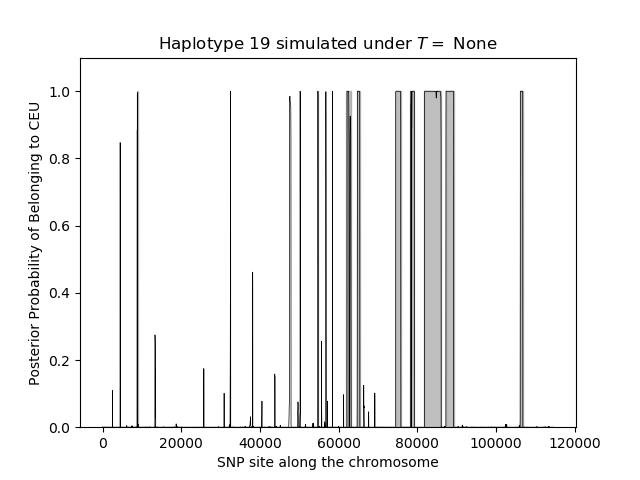 Haplotype 19 simulated under T = None
Posterior Probability of Belonging to CEU
1.0
0.8
0.6
0.4
0.2
0.0
0 20000 40000 60000 80000 100000 120000
SNP site along the chromosome